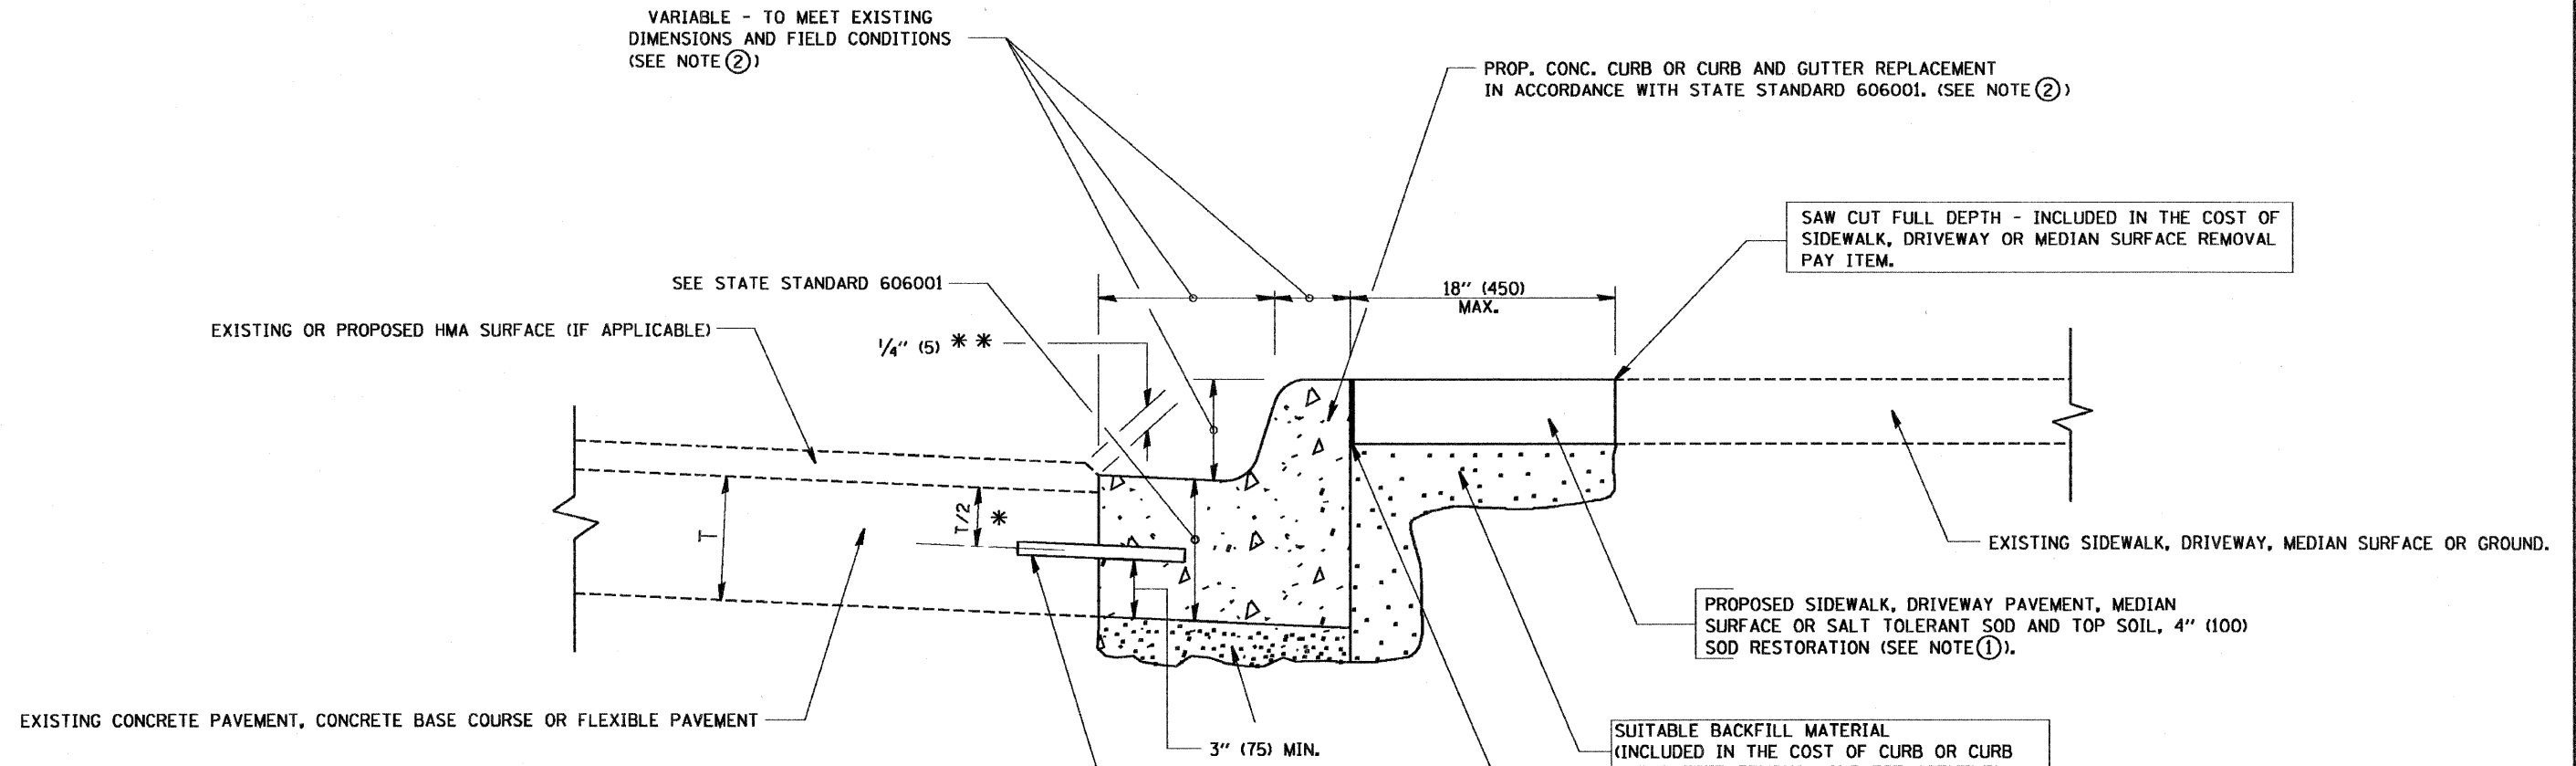 VARIABLE - TO MEET EXISTING
DIMENSIONS AND FIELD CONDITIONS
(SEE NOTE ②)
PROP. CONC. CURB OR CURB AND GUTTER REPLACEMENT
IN ACCORDANCE WITH STATE STANDARD 606001. (SEE NOTE ②)
SAW CUT FULL DEPTH - INCLUDED IN THE COST OF
SIDEWALK, DRIVEWAY OR MEDIAN SURFACE REMOVAL
PAY ITEM.
SEE STATE STANDARD 606001
18" (450)
MAX.
EXISTING OR PROPOSED HMA SURFACE (IF APPLICABLE)
1/4" (5) * *
T
T/2 *
EXISTING SIDEWALK, DRIVEWAY, MEDIAN SURFACE OR GROUND.
PROPOSED SIDEWALK, DRIVEWAY PAVEMENT, MEDIAN
SURFACE OR SALT TOLERANT SOD AND TOP SOIL, 4" (100)
SOD RESTORATION (SEE NOTE ①).
EXISTING CONCRETE PAVEMENT, CONCRETE BASE COURSE OR FLEXIBLE PAVEMENT
3" (75) MIN.
SUITABLE BACKFILL MATERIAL
(INCLUDED IN THE COST OF CURB OR CURB